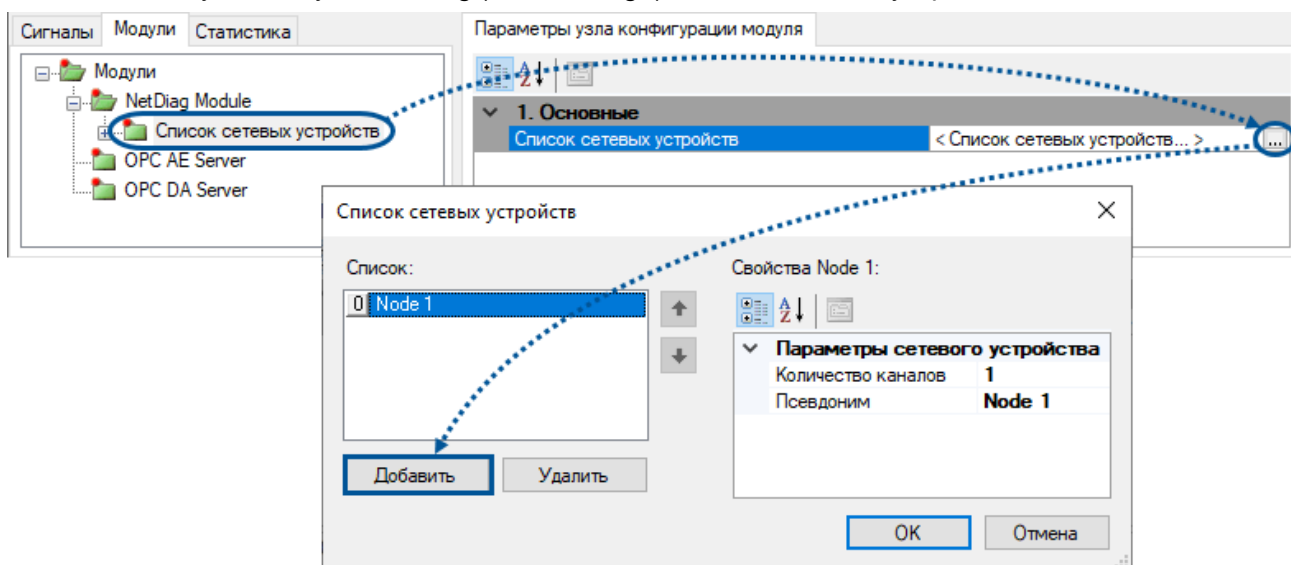 Сигналы Модули Статистика
Модули
NetDiag Module
Список сетевых устройств
OPC AE Server
OPC DA Server
Параметры узла конфигурации модуля
1. Основные
Список сетевых устройств < Список сетевых устройств... > ...
Список сетевых устройств
Список:
0 Node 1
Добавить Удалить
Свойства Node 1:
Параметры сетевого устройства
Количество каналов 1
Псевдоним Node 1
OK Отмена